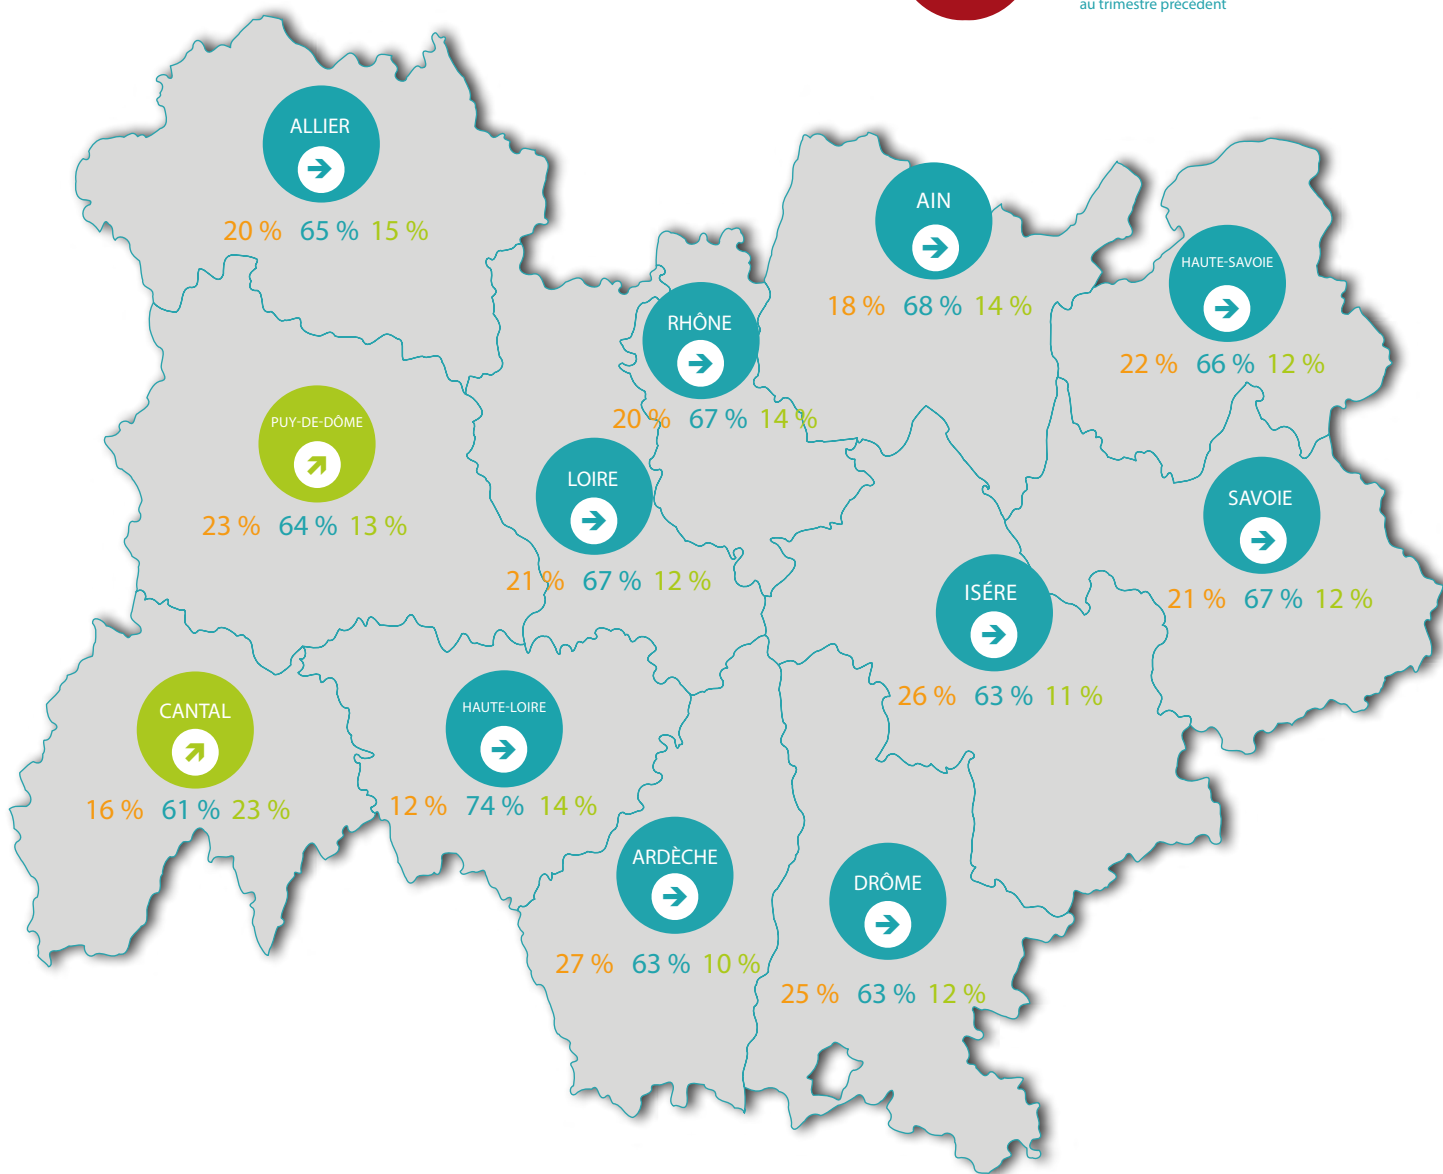 au trimestre précédent
ALLIER
20 % 65 % 15 %
AIN
18 % 68 % 14 %
HAUTE-SAVOIE
22 % 66 % 12 %
RHÔNE
20 % 67 % 14 %
PUY-DE-DÔME
23 % 64 % 13 %
LOIRE
21 % 67 % 12 %
SAVOIE
21 % 67 % 12 %
ISÉRE
26 % 63 % 11 %
CANTAL
16 % 61 % 23 %
HAUTE-LOIRE
12 % 74 % 14 %
ARDÈCHE
27 % 63 % 10 %
DRÔME
25 % 63 % 12 %